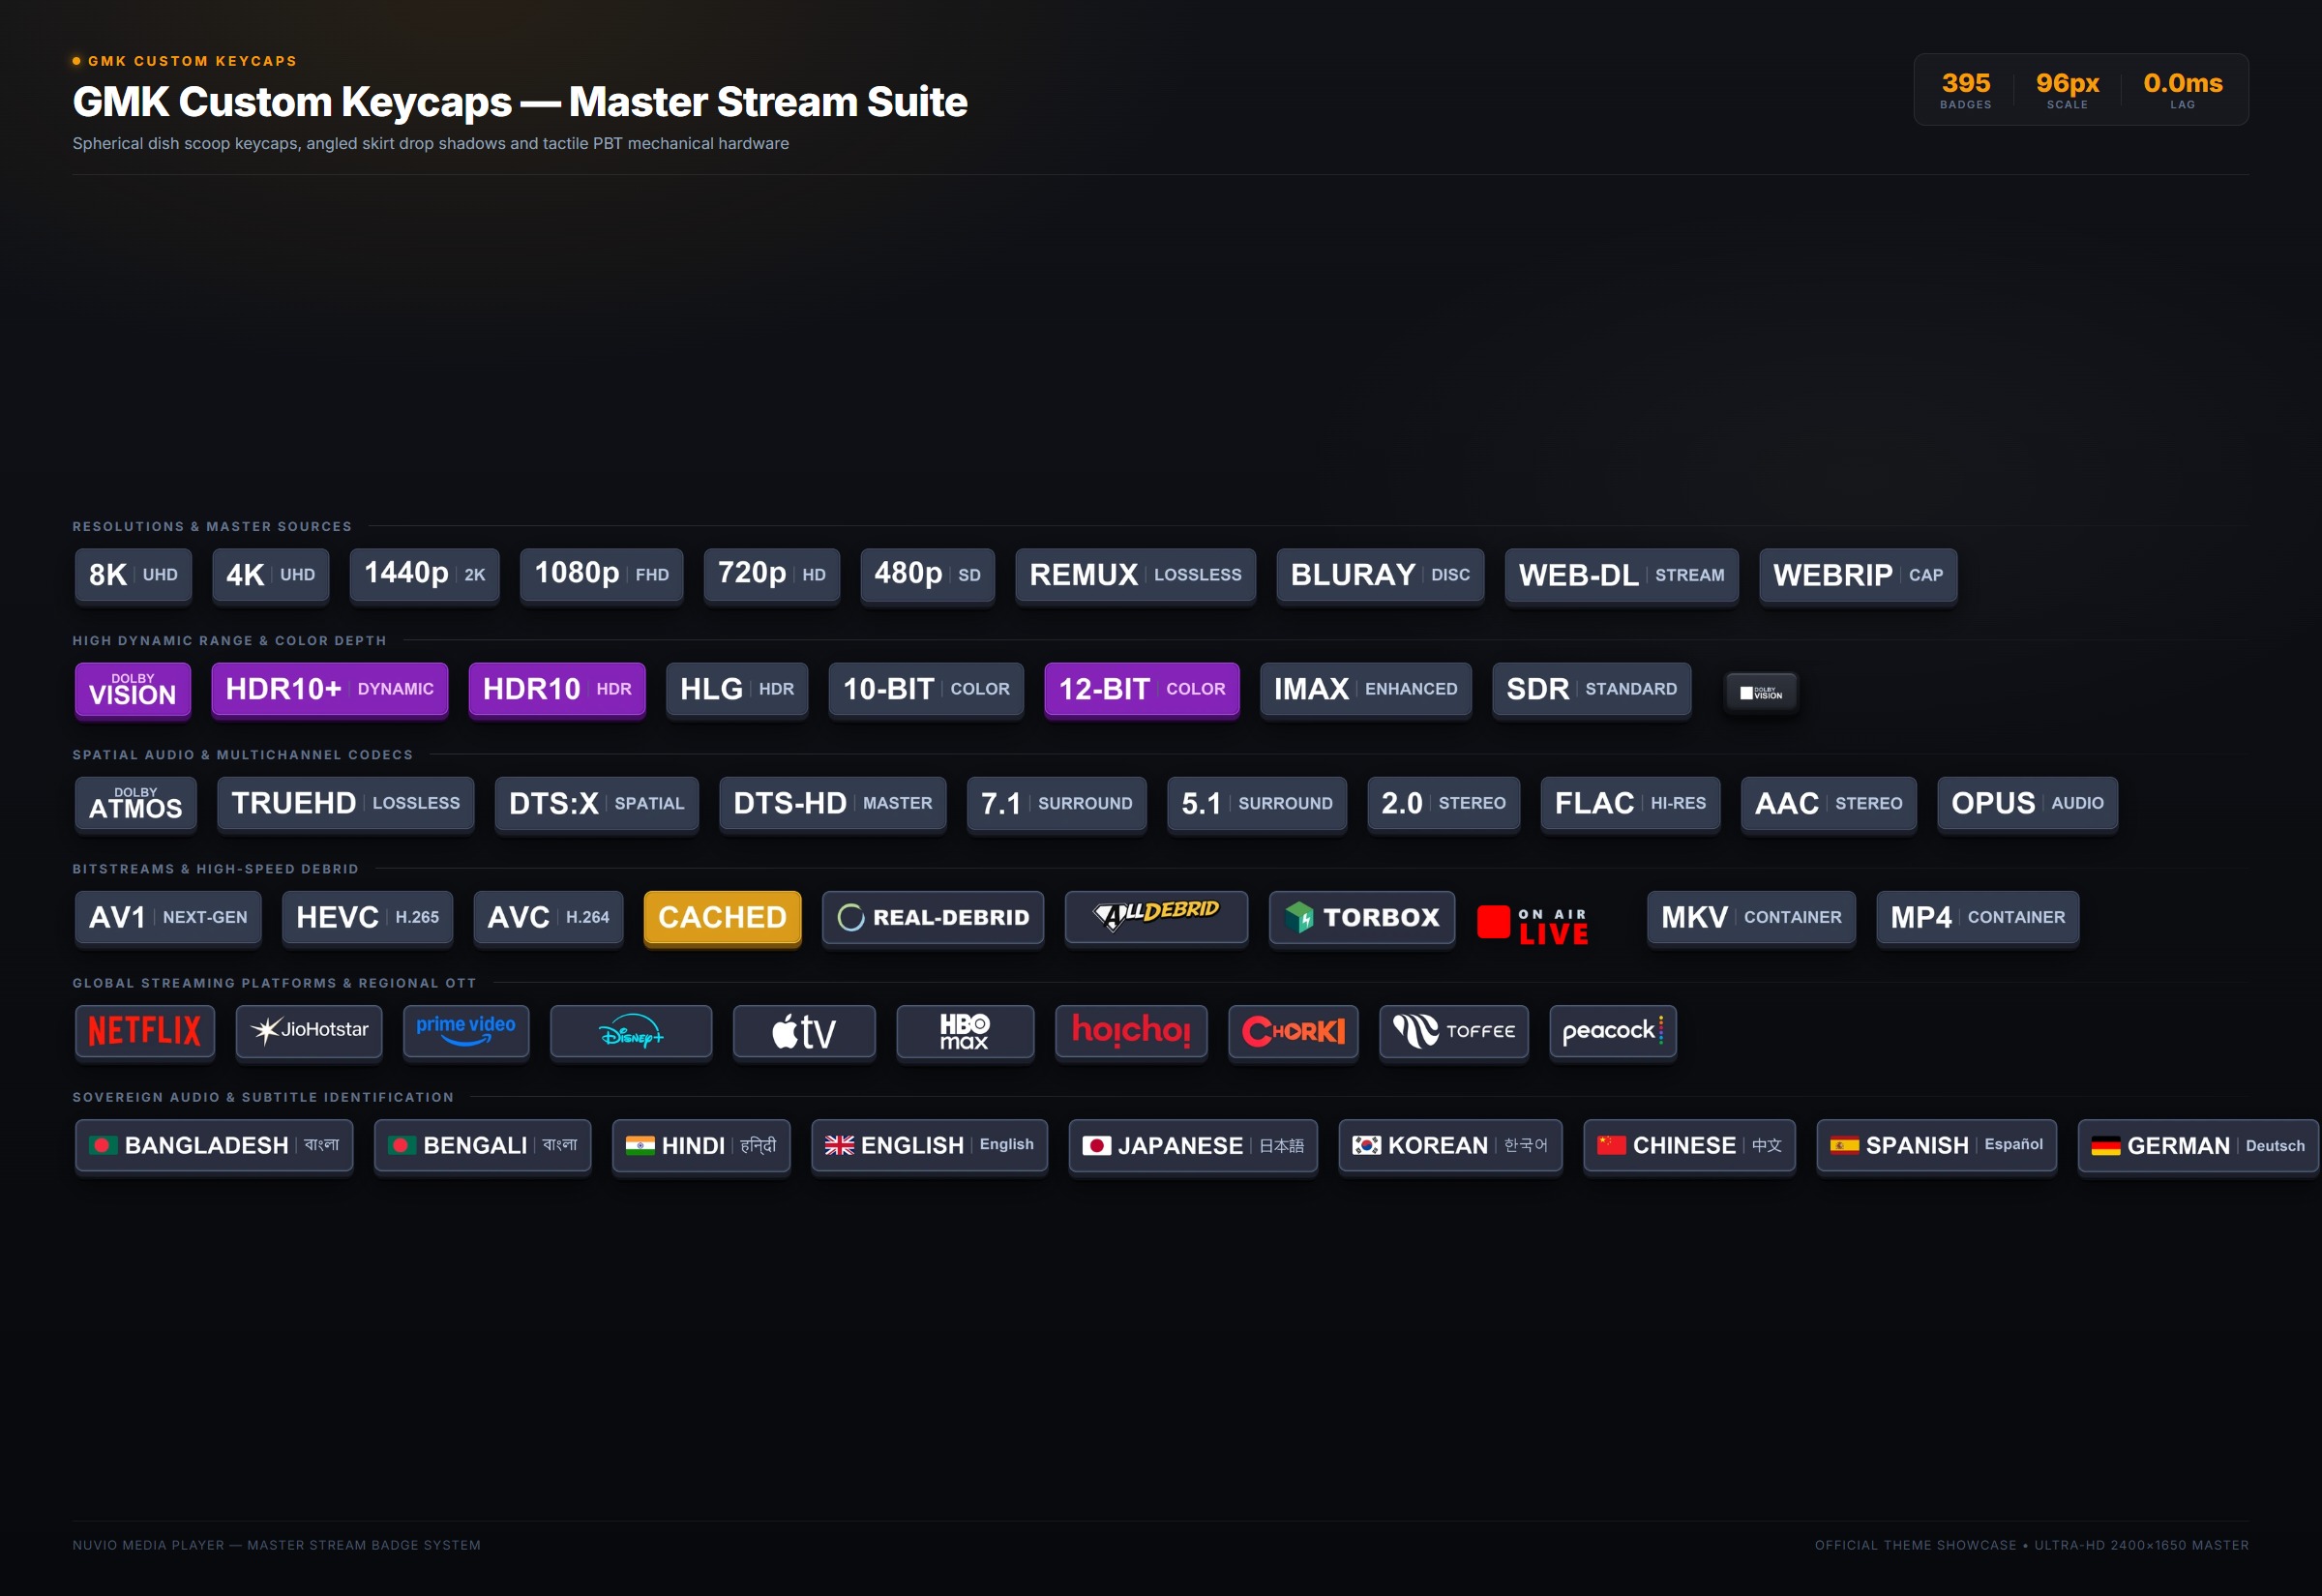 GMK CUSTOM KEYCAPS
GMK Custom Keycaps — Master Stream Suite
Spherical dish scoop keycaps, angled skirt drop shadows and tactile PBT mechanical hardware
395 96px 0.0ms
BADGES SCALE LAG
RESOLUTIONS & MASTER SOURCES
8K UHD 4K UHD 1440p 2K 1080p FHD 720p HD 480p SD REMUX LOSSLESS BLURAY DISC WEB-DL STREAM WEBRIP CAP
HIGH DYNAMIC RANGE & COLOR DEPTH
DOLBY VISION HDR10+ DYNAMIC HDR10 HDR HLG HDR 10-BIT COLOR 12-BIT COLOR IMAX ENHANCED SDR STANDARD DOLBY VISION
SPATIAL AUDIO & MULTICHANNEL CODECS
DOLBY ATMOS TRUEHD LOSSLESS DTS:X SPATIAL DTS-HD MASTER 7.1 SURROUND 5.1 SURROUND 2.0 STEREO FLAC HI-RES AAC STEREO OPUS AUDIO
BITSTREAMS & HIGH-SPEED DEBRID
AV1 NEXT-GEN HEVC H.265 AVC H.264 CACHED REAL-DEBRID ALLDEBRID TORBOX ON AIR LIVE MKV CONTAINER MP4 CONTAINER
GLOBAL STREAMING PLATFORMS & REGIONAL OTT
NETFLIX JioHotstar prime video Disney+ tv HBO max hoichoi CHORKI TOFFEE peacock
SOVEREIGN AUDIO & SUBTITLE IDENTIFICATION
BANGLADESH বাংলা BENGALI বাংলা HINDI हिन्दी ENGLISH English JAPANESE 日本語 KOREAN 한국어 CHINESE 中文 SPANISH Español GERMAN Deutsch
NUVIO MEDIA PLAYER — MASTER STREAM BADGE SYSTEM
OFFICIAL THEME SHOWCASE • ULTRA-HD 2400×1650 MASTER